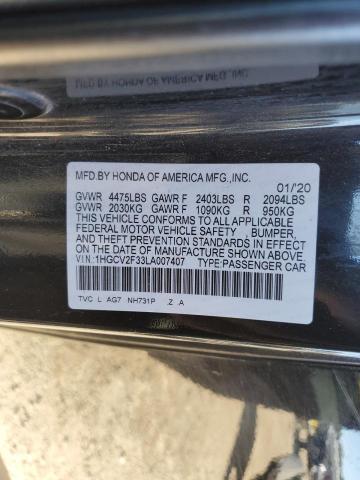 MFD. BY HONDA OF AMERICA MFG.,INC.
01/20
GVWR 4475LBS GAWR F 2403LBS R 2094LBS
GVWR 2030KG GAWR F 1090KG R 950KG
THIS VEHICLE CONFORMS TO ALL APPLICABLE
FEDERAL MOTOR VEHICLE SAFETY , BUMPER,
AND THEFT PREVENTION STANDARDS IN EFFECT
ON THE DATE OF MANUFACTURE SHOWN ABOVE.
V.I.N:1HGCV2F33LA007407 TYPE:PASSENGER CAR
TVC L AG7 NH731P .Z .A